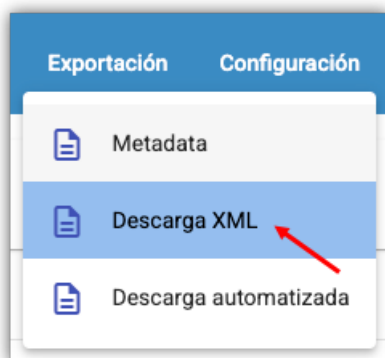 Exportación Configuración
Metadata
Descarga XML
Descarga automatizada